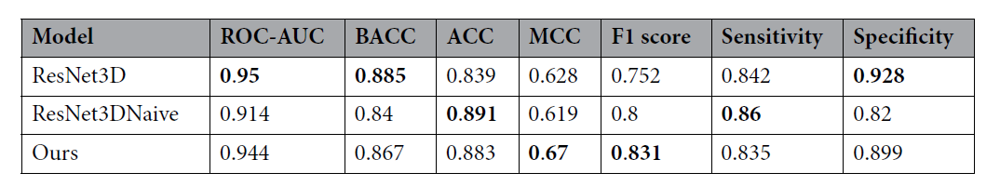 Model ROC-AUC BACC ACC MCC F1 score Sensitivity Specificity
ResNet3D 0.95 0.885 0.839 0.628 0.752 0.842 0.928
ResNet3DNaive 0.914 0.84 0.891 0.619 0.8 0.86 0.82
Ours 0.944 0.867 0.883 0.67 0.831 0.835 0.899